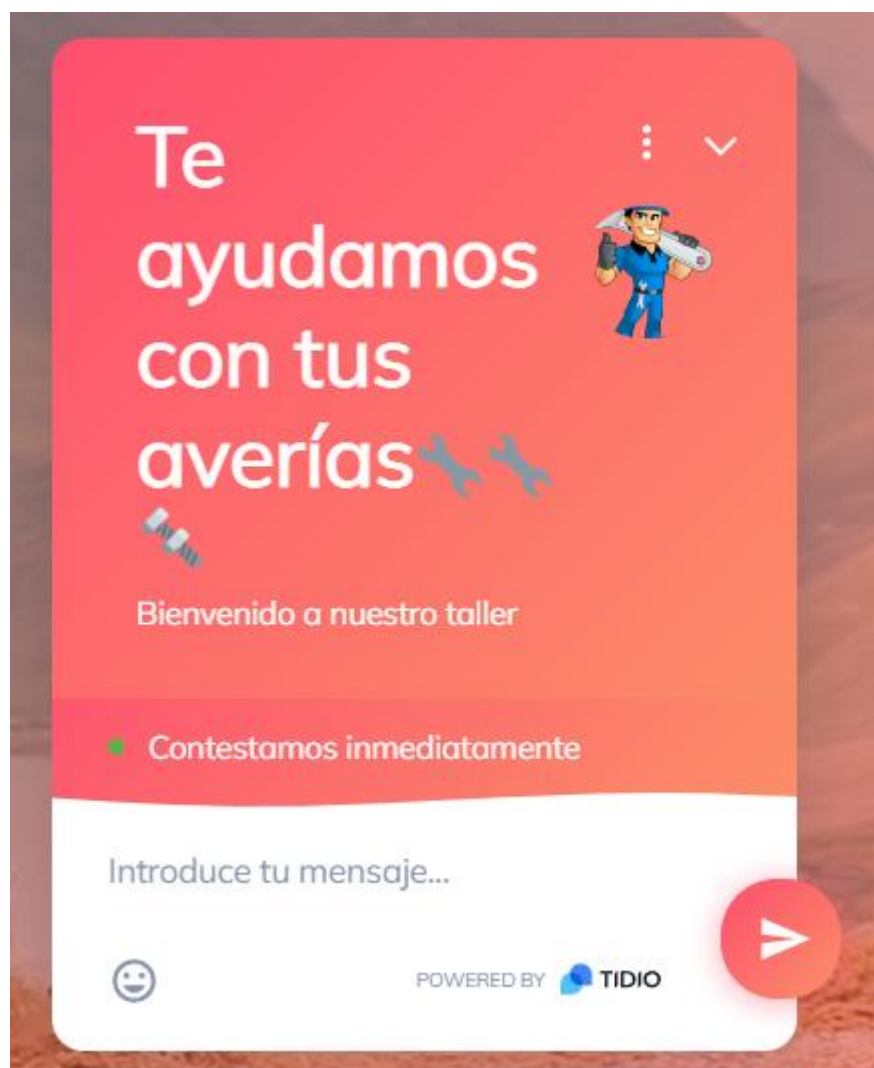 Te
ayudamos
con tus
averías🔧🔧
🔩
Bienvenido a nuestro taller
Contestamos inmediatamente
Introduce tu mensaje...
POWERED BY TIDIO